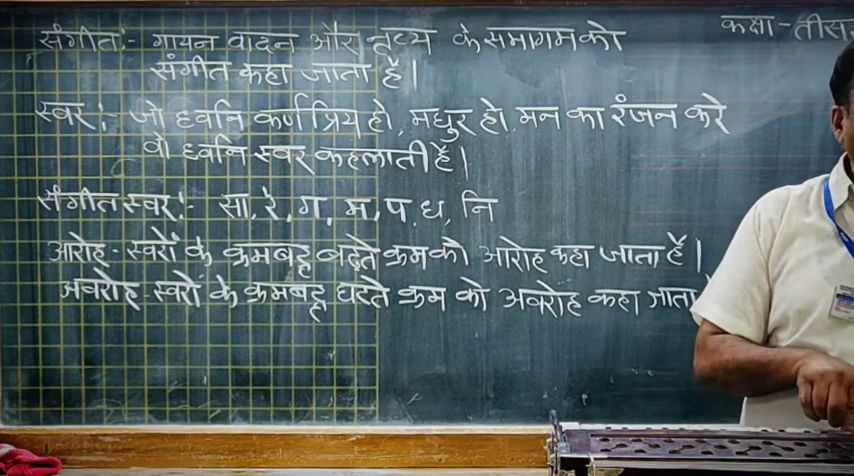 कक्षा - तीस
संगीत:- गायन वादन और नृत्य के समागम को
संगीत कहा जाता है।
स्वर:- जो ध्वनि कर्णप्रिय हो, मधुर हो, मन का रंजन करे
वो ध्वनि स्वर कहलाती है।
संगीत स्वर:- सा, रे, ग, म, प, ध, नि
आरोह - स्वरों के क्रमबद्ध बढ़ते क्रम को आरोह कहा जाता है।
अवरोह - स्वरों के क्रमबद्ध घटते क्रम को अवरोह कहा जाता